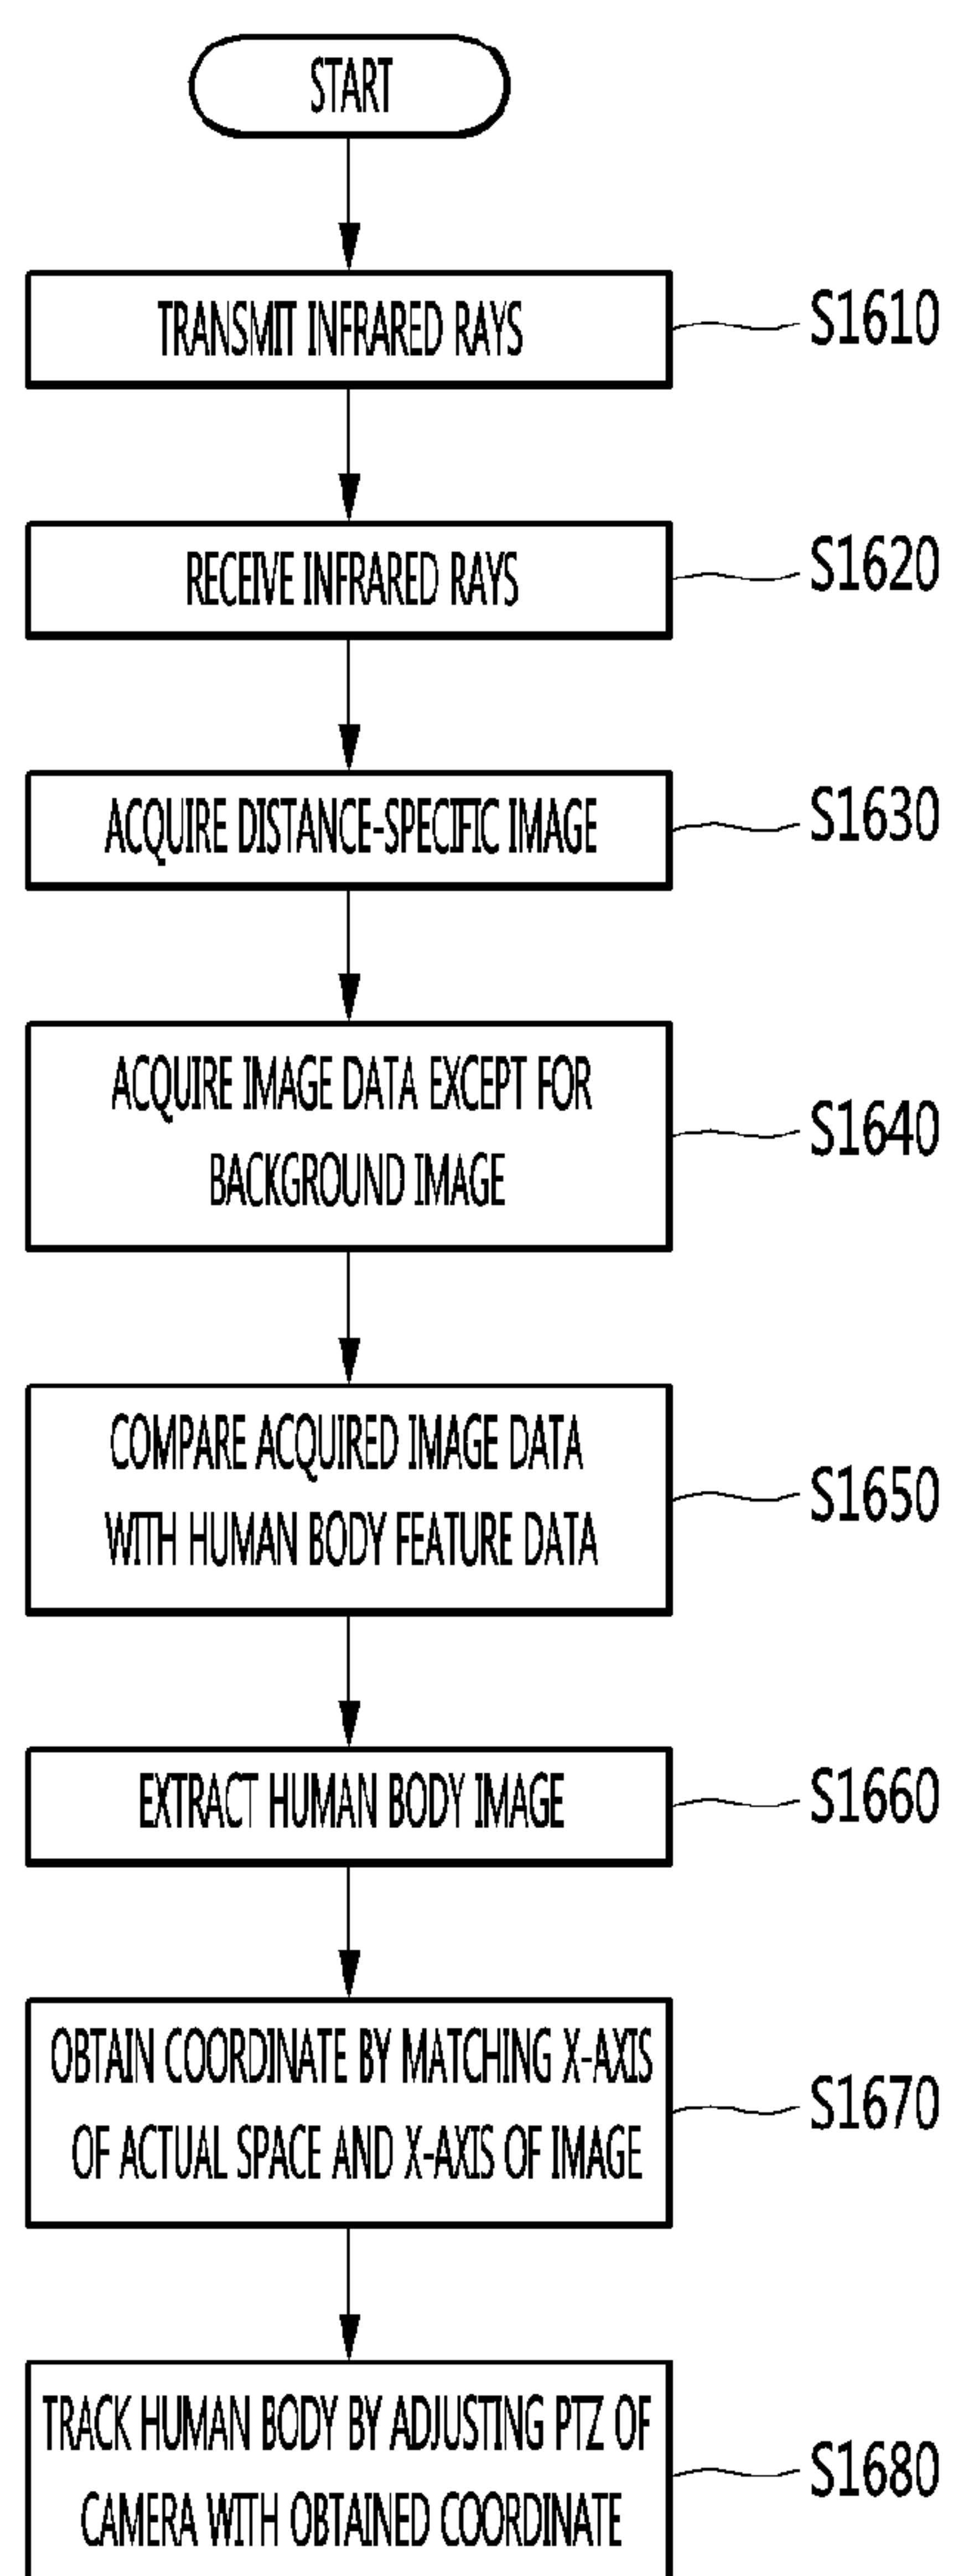 START
TRANSMIT INFRARED RAYS
S1610
RECEIVE INFRARED RAYS
S1620
ACQUIRE DISTANCE-SPECIFIC IMAGE
S1630
ACQUIRE IMAGE DATA EXCEPT FOR
BACKGROUND IMAGE
S1640
COMPARE ACQUIRED IMAGE DATA
WITH HUMAN BODY FEATURE DATA
S1650
EXTRACT HUMAN BODY IMAGE
S1660
OBTAIN COORDINATE BY MATCHING X-AXIS
OF ACTUAL SPACE AND X-AXIS OF IMAGE
S1670
TRACK HUMAN BODY BY ADJUSTING PTZ OF
CAMERA WITH OBTAINED COORDINATE
S1680